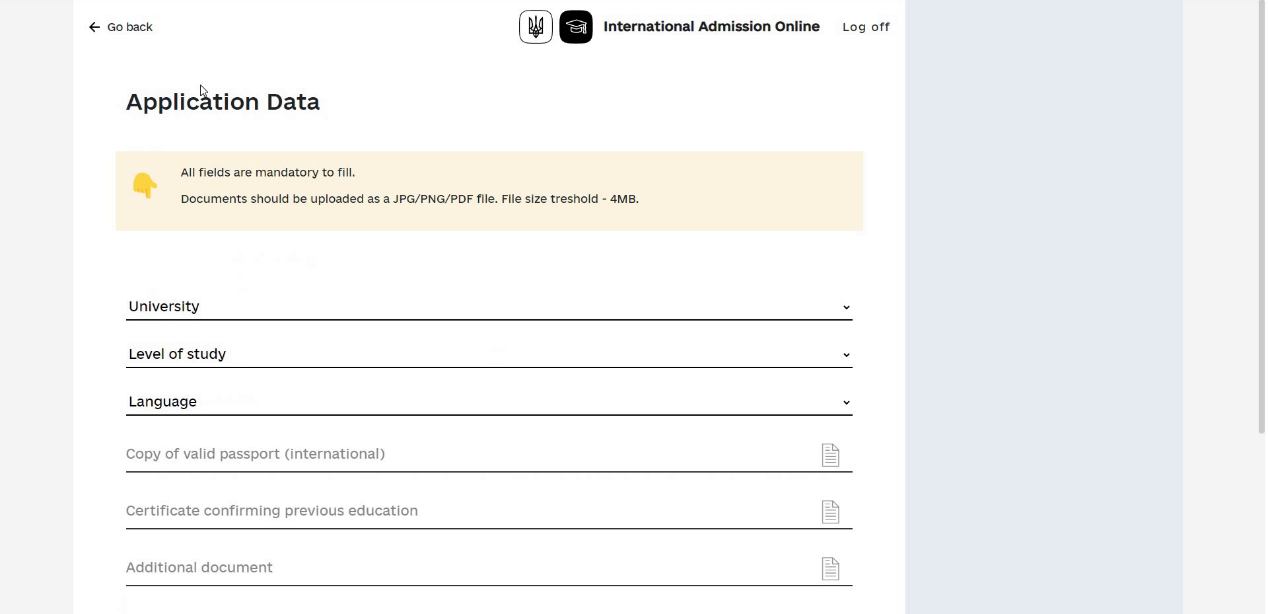 Go back
International Admission Online
Log off
Application Data
All fields are mandatory to fill.
Documents should be uploaded as a JPG/PNG/PDF file. File size treshold - 4MB.
University
Level of study
Language
Copy of valid passport (international)
Certificate confirming previous education
Additional document